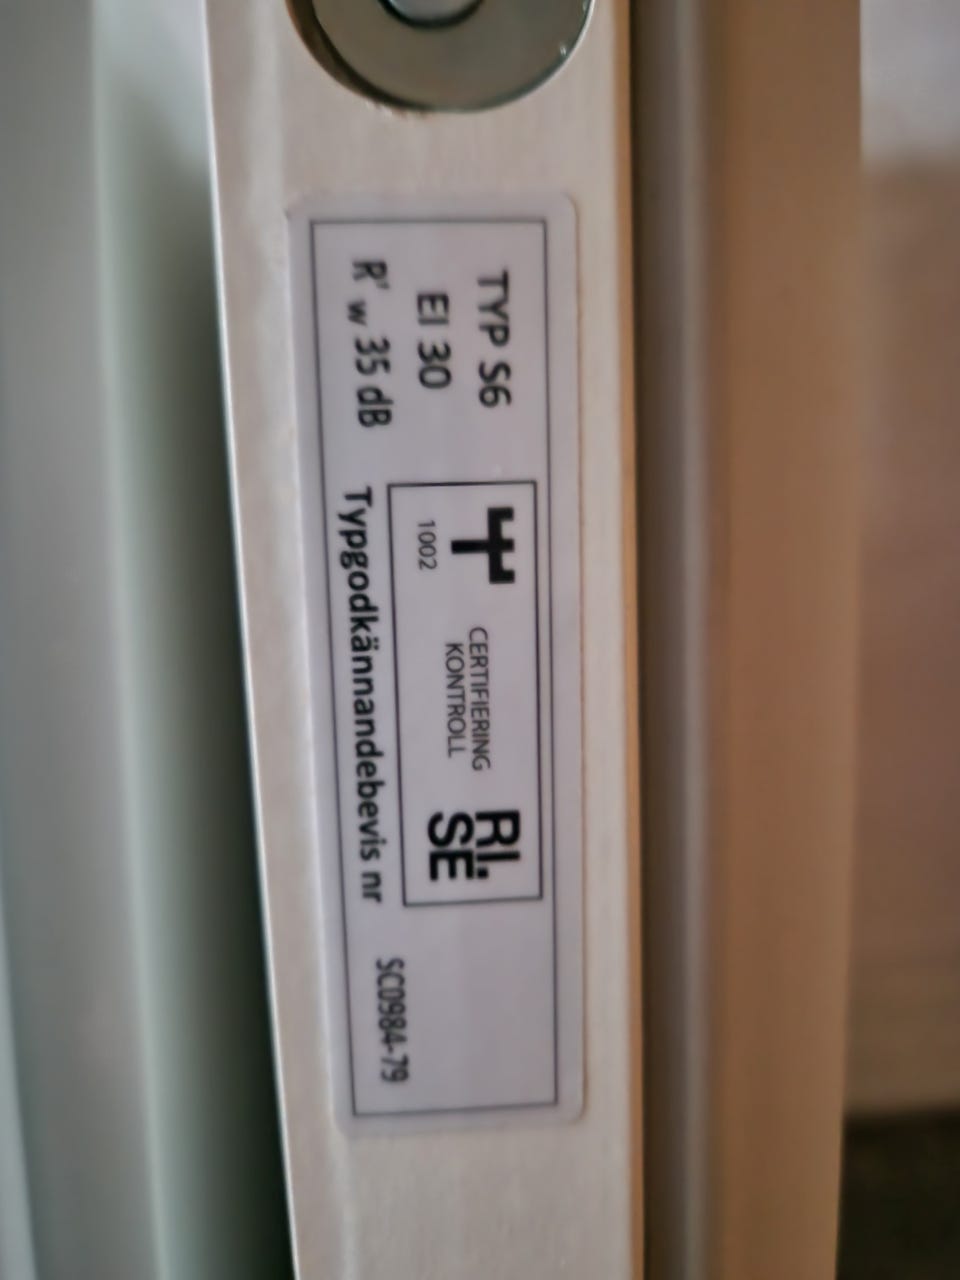 TYP S6
EI 30
R'w 35 dB
1002
CERTIFIERING
KONTROLL
RI.
SE
Typgodkännandebevis nr
SC0984-79